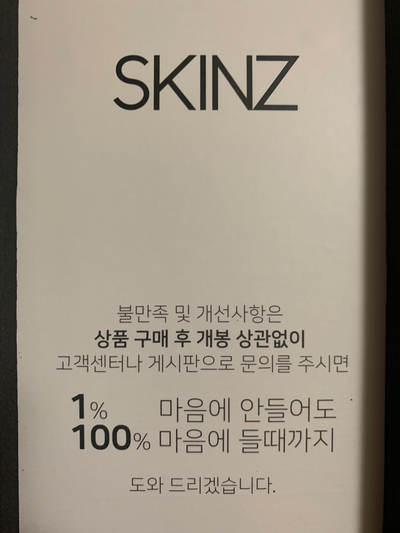 SKINZ
불만족 및 개선사항은
상품 구매 후 개봉 상관없이
고객센터나 게시판으로 문의를 주시면
1% 마음에 안들어도
100% 마음에 들때까지
도와 드리겠습니다.